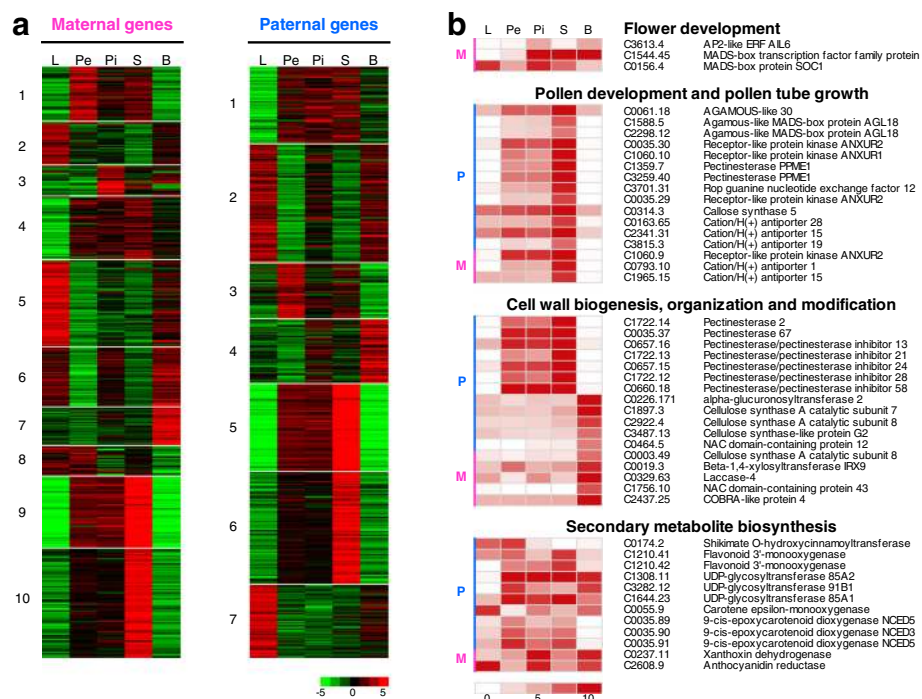 a
Maternal genes
Paternal genes
L Pe Pi S B
L Pe Pi S B
1
2
3
4
5
6
7
8
9
10
1
2
3
4
5
6
7
-5 0 5
b
L Pe Pi S B
Flower development
M
C3613.4 AP2-like ERF AIL6
C1544.45 MADS-box transcription factor family protein
C0156.4 MADS-box protein SOC1
Pollen development and pollen tube growth
P
M
C0061.18 AGAMOUS-like 30
C1588.5 Agamous-like MADS-box protein AGL18
C2298.12 Agamous-like MADS-box protein AGL18
C0035.30 Receptor-like protein kinase ANXUR2
C1060.10 Receptor-like protein kinase ANXUR1
C1359.7 Pectinesterase PPME1
C3259.40 Pectinesterase PPME1
C3701.31 Rop guanine nucleotide exchange factor 12
C0035.29 Receptor-like protein kinase ANXUR2
C0314.3 Callose synthase 5
C0163.65 Cation/H(+) antiporter 28
C2341.31 Cation/H(+) antiporter 15
C3815.3 Cation/H(+) antiporter 19
C1060.9 Receptor-like protein kinase ANXUR2
C0793.10 Cation/H(+) antiporter 1
C1965.15 Cation/H(+) antiporter 15
Cell wall biogenesis, organization and modification
P
M
C1722.14 Pectinesterase 2
C0035.37 Pectinesterase 67
C0657.16 Pectinesterase/pectinesterase inhibitor 13
C1722.13 Pectinesterase/pectinesterase inhibitor 21
C0657.15 Pectinesterase/pectinesterase inhibitor 24
C1722.12 Pectinesterase/pectinesterase inhibitor 28
C0660.18 Pectinesterase/pectinesterase inhibitor 58
C0226.171 alpha-glucuronosyltransferase 2
C1897.3 Cellulose synthase A catalytic subunit 7
C2922.4 Cellulose synthase A catalytic subunit 8
C3487.13 Cellulose synthase-like protein G2
C0464.5 NAC domain-containing protein 12
C0003.49 Cellulose synthase A catalytic subunit 8
C0019.3 Beta-1,4-xylosyltransferase IRX9
C0329.63 Laccase-4
C1756.10 NAC domain-containing protein 43
C2437.25 COBRA-like protein 4
Secondary metabolite biosynthesis
P
M
C0174.2 Shikimate O-hydroxycinnamoyltransferase
C1210.41 Flavonoid 3'-monooxygenase
C1210.42 Flavonoid 3'-monooxygenase
C1308.11 UDP-glycosyltransferase 85A2
C3282.12 UDP-glycosyltransferase 91B1
C1644.23 UDP-glycosyltransferase 85A1
C0055.9 Carotene epsilon-monooxygenase
C0035.89 9-cis-epoxycarotenoid dioxygenase NCED5
C0035.90 9-cis-epoxycarotenoid dioxygenase NCED3
C0035.91 9-cis-epoxycarotenoid dioxygenase NCED5
C0237.11 Xanthoxin dehydrogenase
C2608.9 Anthocyanidin reductase
0 5 10